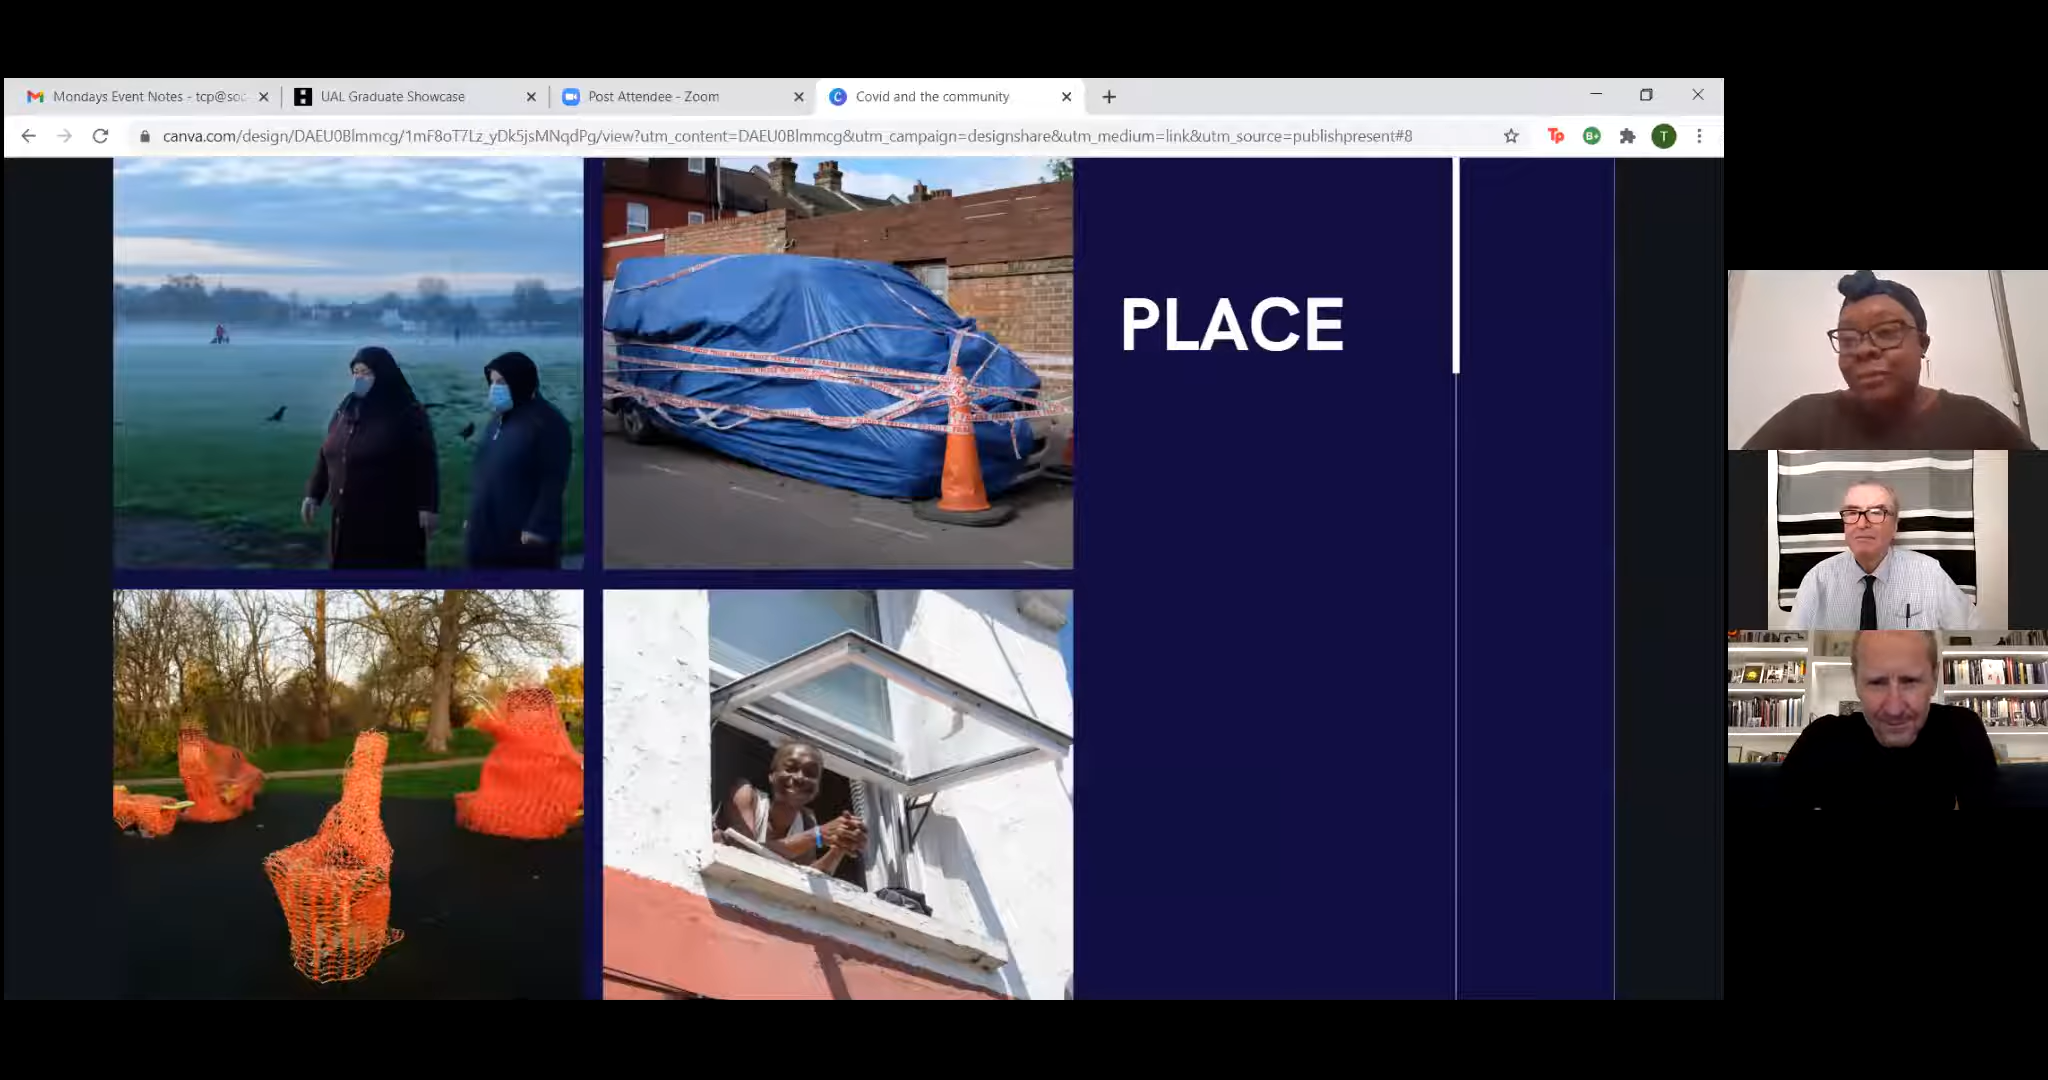 Mondays Event Notes - tcp@soc
UAL Graduate Showcase
Post Attendee - Zoom
Covid and the community
canva.com/design/DAEU0Blmmcg/1mF8oT7Lz_yDk5jsMNqdPg/view?utm_content=DAEU0Blmmcg&utm_campaign=designshare&utm_medium=link&utm_source=publishpresent#8
Tp
B+
T
PLACE